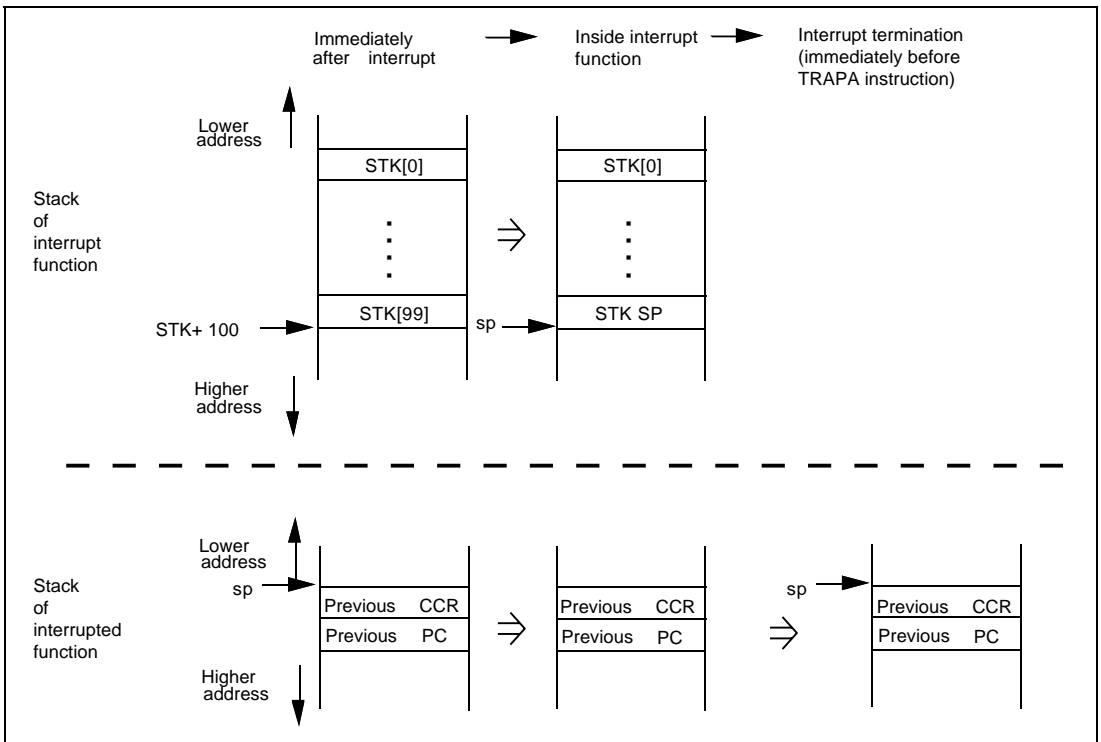 Immediately
after interrupt
Inside interrupt
function
Interrupt termination
(immediately before
TRAPA instruction)
Lower
address
Stack
of
interrupt
function
STK[0]
STK[0]
STK[99]
STK SP
STK+ 100
sp
Higher
address
Lower
address
sp
Stack
of
interrupted
function
Previous CCR
Previous PC
Previous CCR
Previous PC
sp
Previous CCR
Previous PC
Higher
address